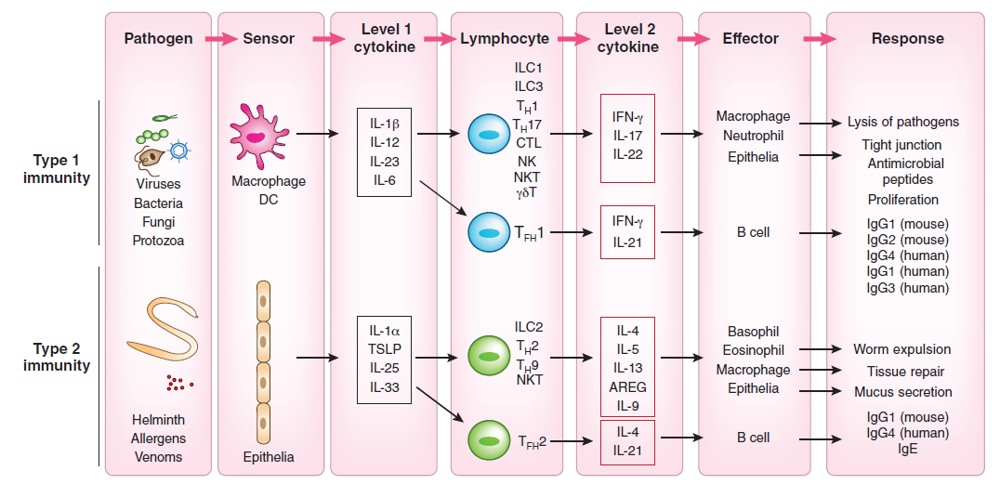 Pathogen
Sensor
Level 1
cytokine
Lymphocyte
Level 2
cytokine
Effector
Response
Type 1
immunity
Viruses
Bacteria
Fungi
Protozoa
Macrophage
DC
IL-1β
IL-12
IL-23
IL-6
ILC1
ILC3
TH1
TH17
CTL
NK
NKT
γδT
TFH1
IFN-γ
IL-17
IL-22
IFN-γ
IL-21
Macrophage
Neutrophil
Epithelia
B cell
Lysis of pathogens
Tight junction
Antimicrobial
peptides
Proliferation
IgG1 (mouse)
IgG2 (mouse)
IgG4 (human)
IgG1 (human)
IgG3 (human)
Type 2
immunity
Helminth
Allergens
Venoms
Epithelia
IL-1α
TSLP
IL-25
IL-33
ILC2
TH2
TH9
NKT
TFH2
IL-4
IL-5
IL-13
AREG
IL-9
IL-4
IL-21
Basophil
Eosinophil
Macrophage
Epithelia
B cell
Worm expulsion
Tissue repair
Mucus secretion
IgG1 (mouse)
IgG4 (human)
IgE